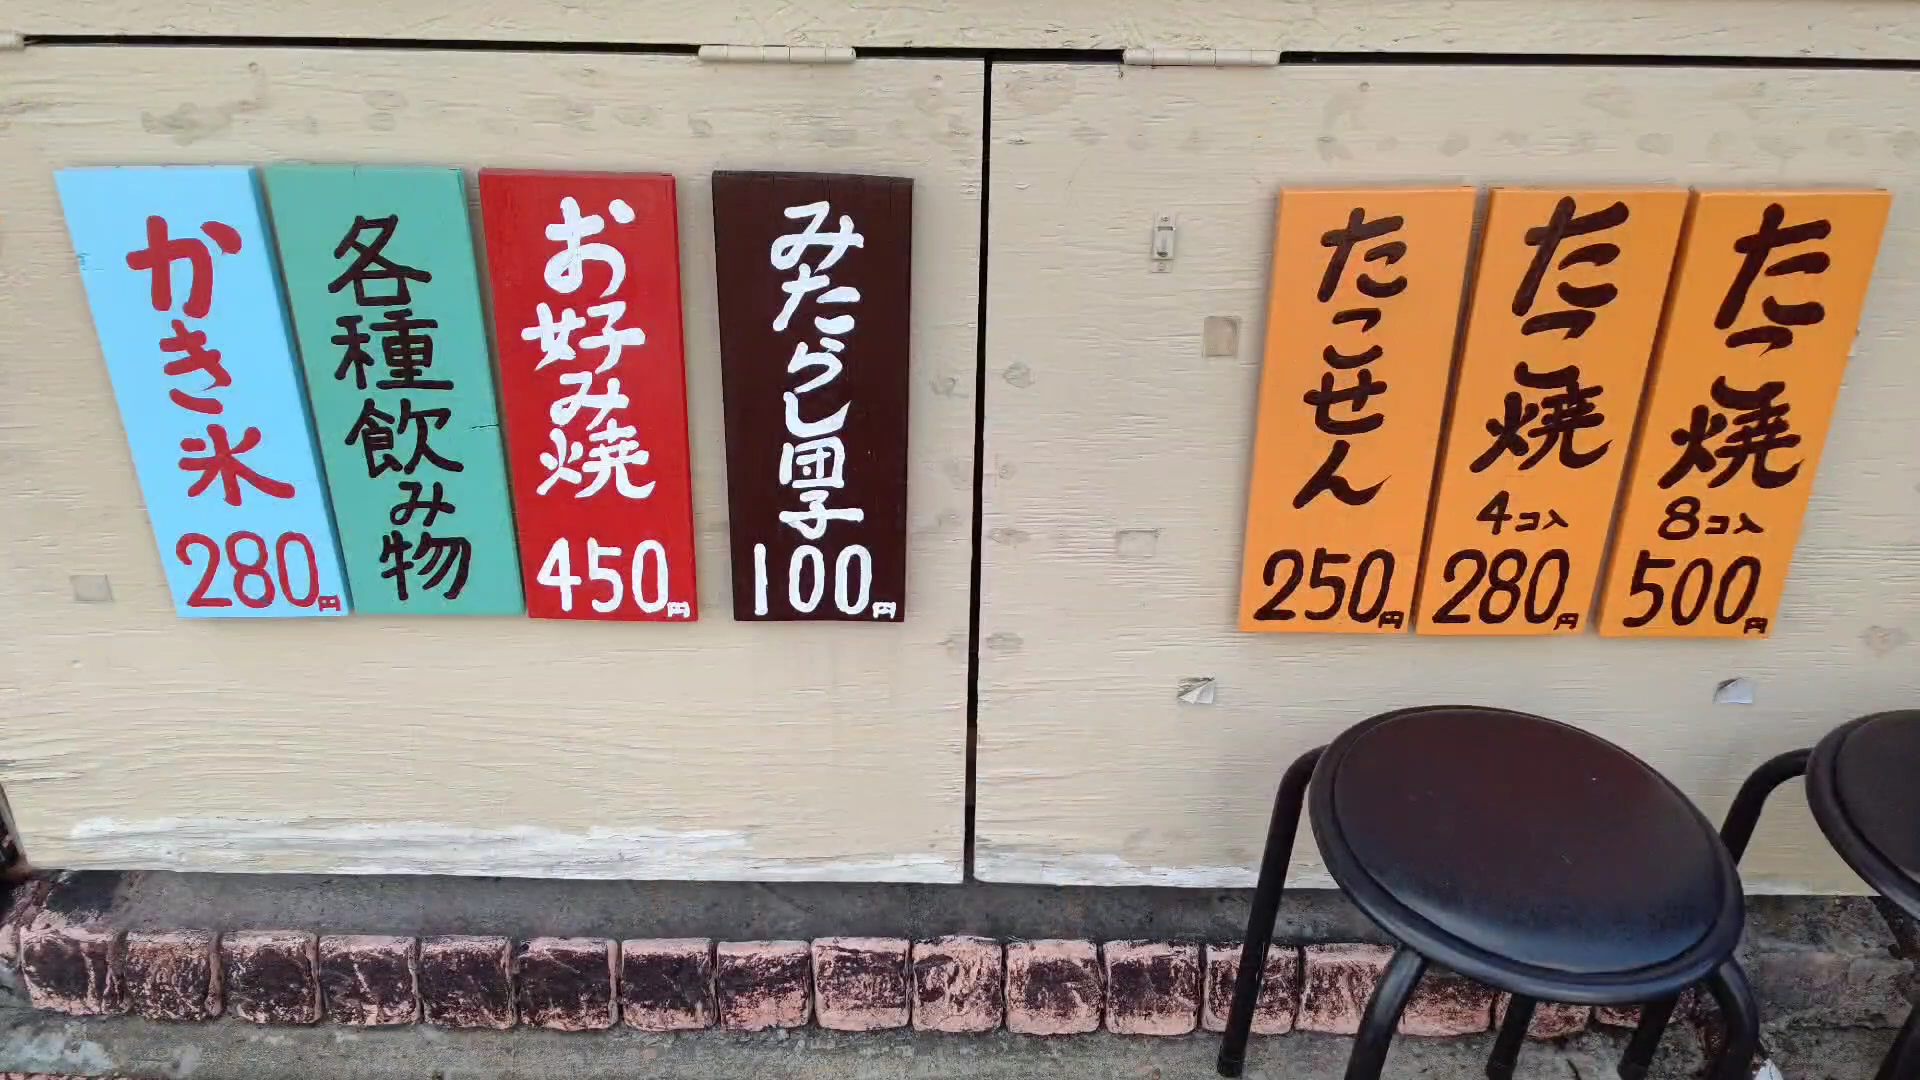 かき氷
280円
各種飲み物
お好み焼
450円
みたらし団子
100円
たこせん
250円
たこ焼
4コ入
280円
たこ焼
8コ入
500円